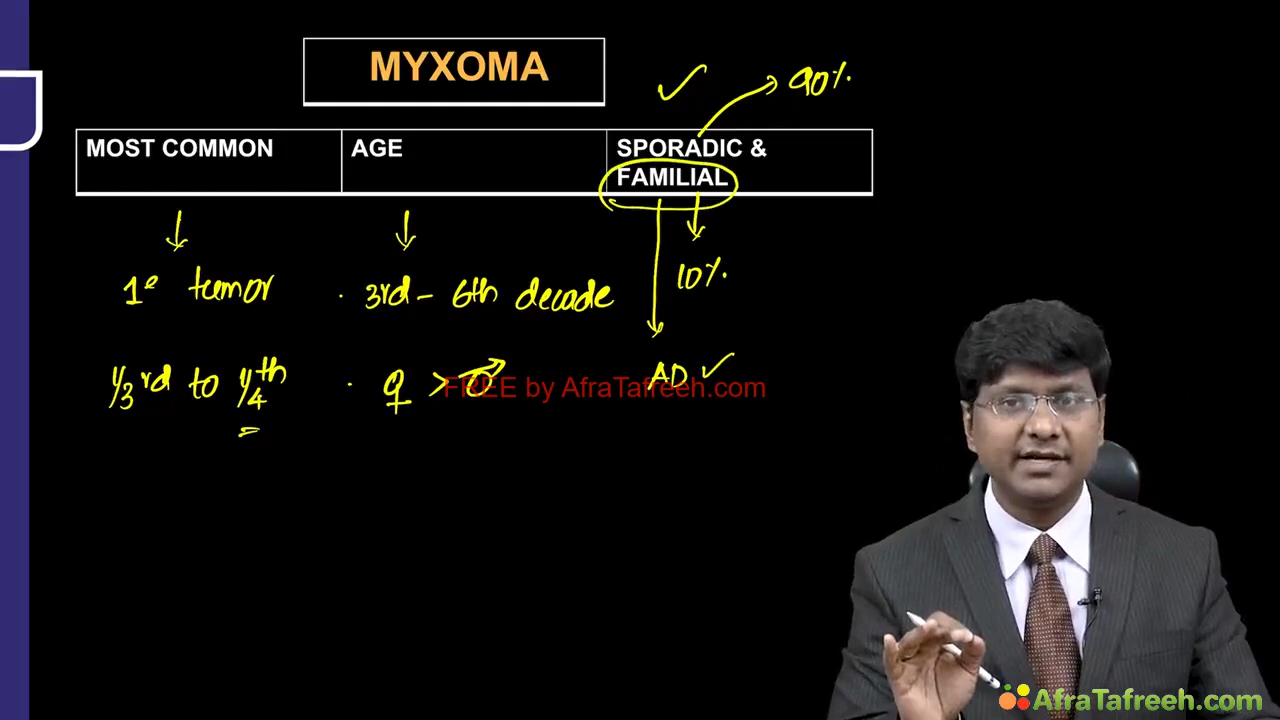 MYXOMA
90%
MOST COMMON
AGE
SPORADIC &
FAMILIAL
1° tumor
· 3rd - 6th decade
10%
1/3rd to 1/4th
· ♀ > ♂
AD ✓
FREE by AfraTafreeh.com
AfraTafreeh.com